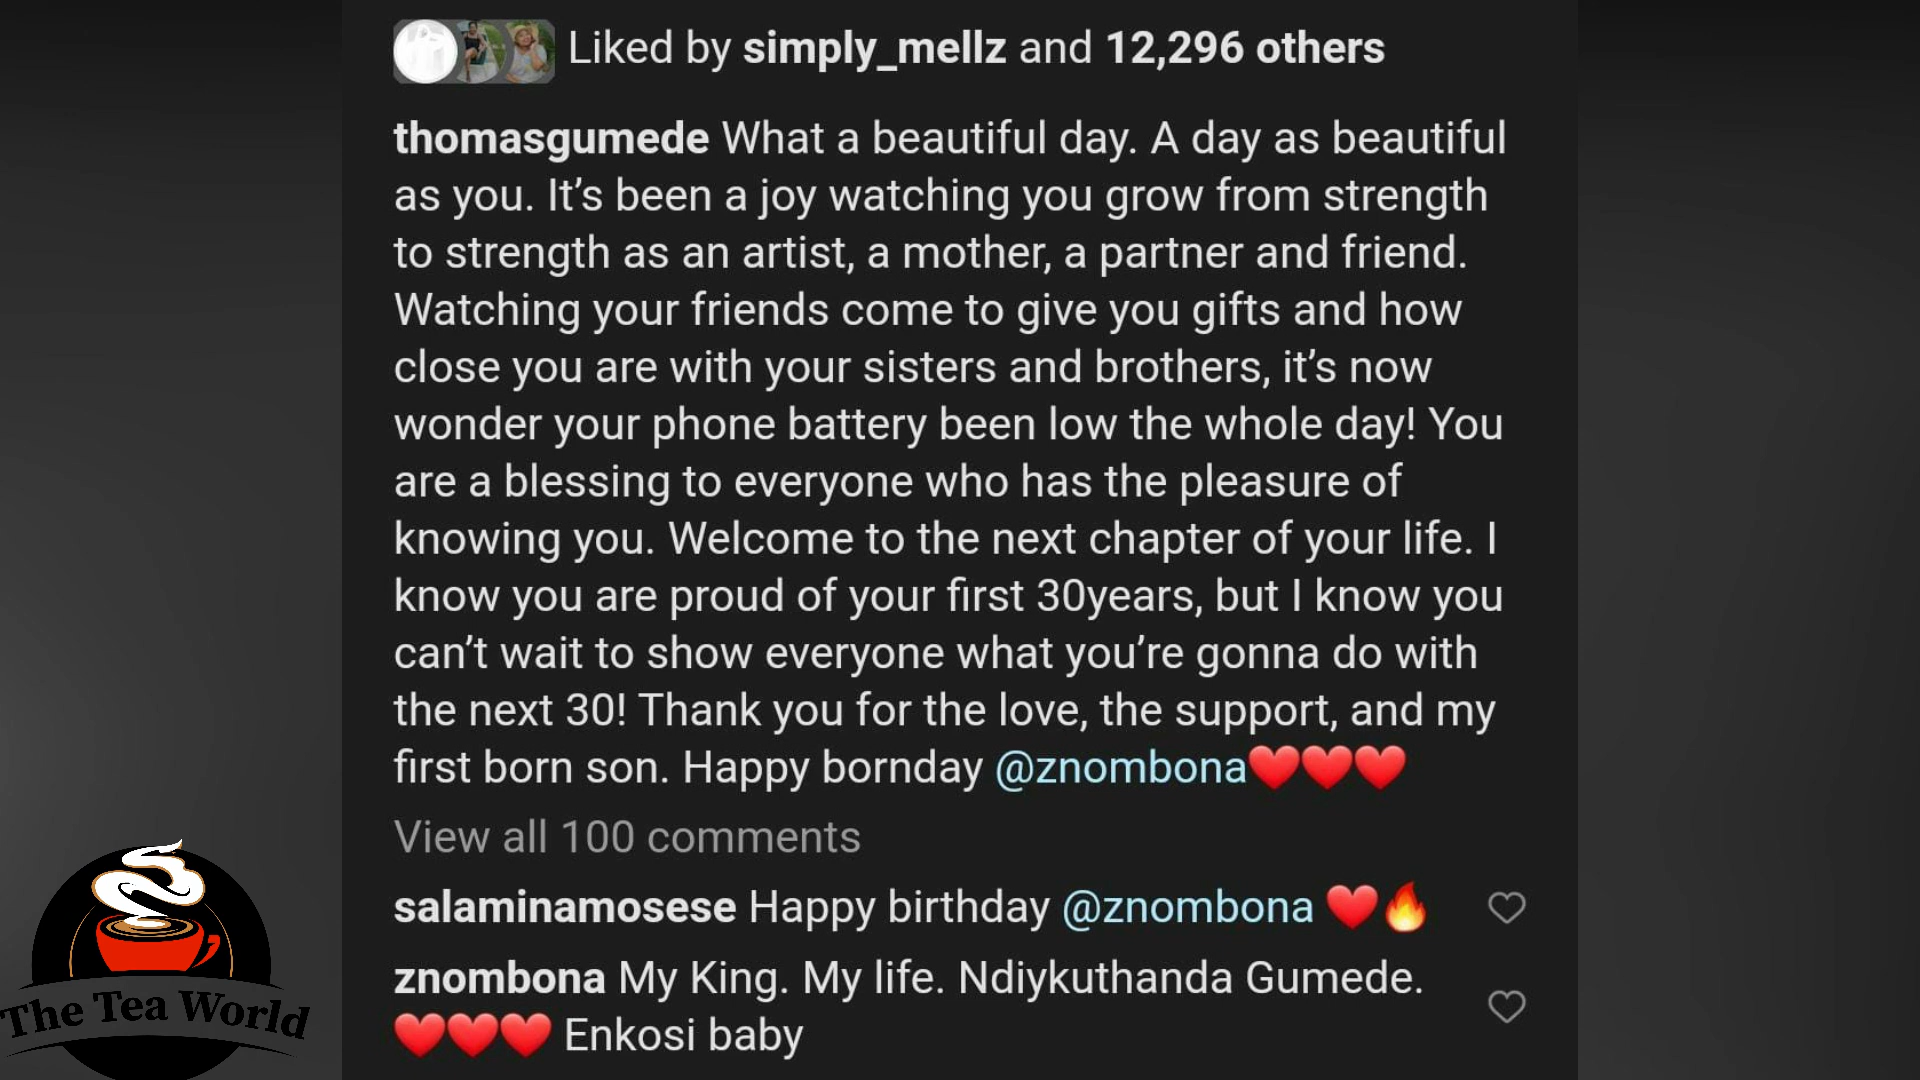 Liked by simply_mellz and 12,296 others
thomasgumede What a beautiful day. A day as beautiful
as you. It’s been a joy watching you grow from strength
to strength as an artist, a mother, a partner and friend.
Watching your friends come to give you gifts and how
close you are with your sisters and brothers, it’s now
wonder your phone battery been low the whole day! You
are a blessing to everyone who has the pleasure of
knowing you. Welcome to the next chapter of your life. I
know you are proud of your first 30years, but I know you
can’t wait to show everyone what you’re gonna do with
the next 30! Thank you for the love, the support, and my
first born son. Happy bornday @znombona❤️❤️❤️
View all 100 comments
salaminamosese Happy birthday @znombona ❤️🔥
znombona My King. My life. Ndiykuthanda Gumede.
❤️❤️❤️ Enkosi baby
The Tea World